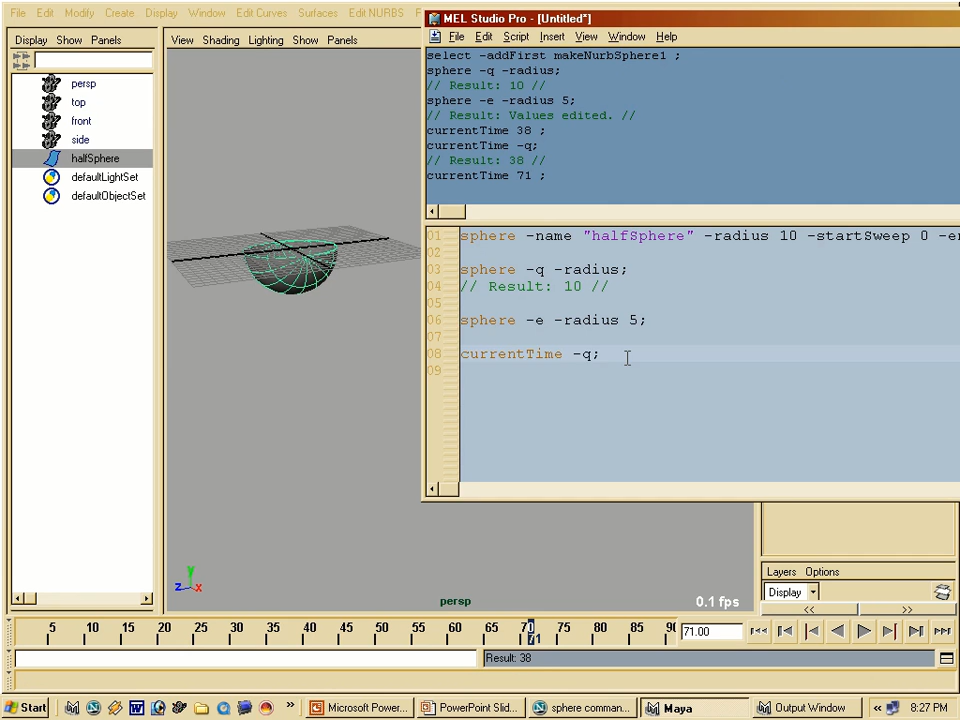 File Edit Modify Create Display Window Edit Curves Surfaces Edit NURBS
MEL Studio Pro - [Untitled*]
File Edit Script Insert View Window Help
Display Show Panels
View Shading Lighting Show Panels
select -addFirst makeNurbSphere1 ;
sphere -q -radius;
// Result: 10 //
sphere -e -radius 5;
// Result: Values edited. //
currentTime 38 ;
currentTime -q;
// Result: 38 //
currentTime 71 ;
persp
top
front
side
halfSphere
defaultLightSet
defaultObjectSet
01 sphere -name "halfSphere" -radius 10 -startSweep 0 -e
02
03 sphere -q -radius;
04 // Result: 10 //
05
06 sphere -e -radius 5;
07
08 currentTime -q;
09
y
z x
persp
0.1 fps
Layers Options
Display
<< >>
5 10 15 20 25 30 35 40 45 50 55 60 65 70 75 80 85 9
71
71.00
Result: 38
Start
Microsoft Power...
PowerPoint Slid...
sphere comman...
Maya
Output Window
8:27 PM